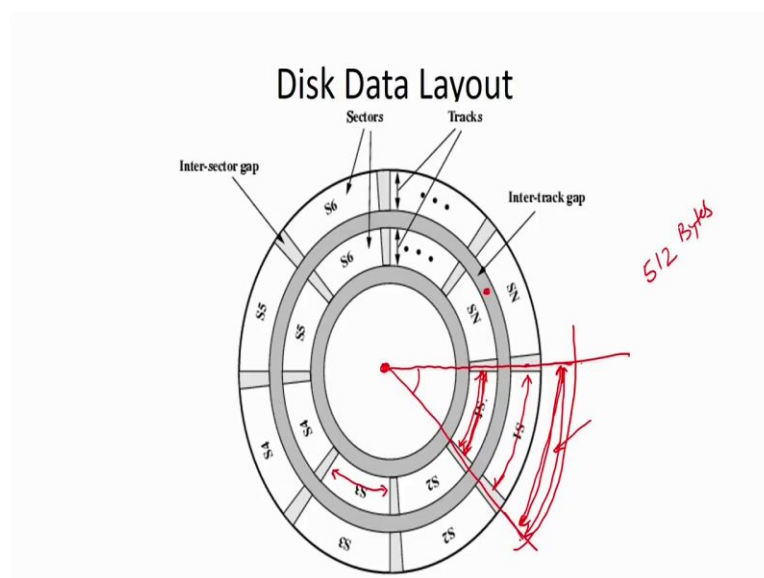 Disk Data Layout
Sectors
Tracks
Inter-sector gap
Inter-track gap
S6
• • •
S6
• • •
SN
SN
S5
S5
S1
S1
S4
S4
S3
S2
S3
S2
512 Bytes